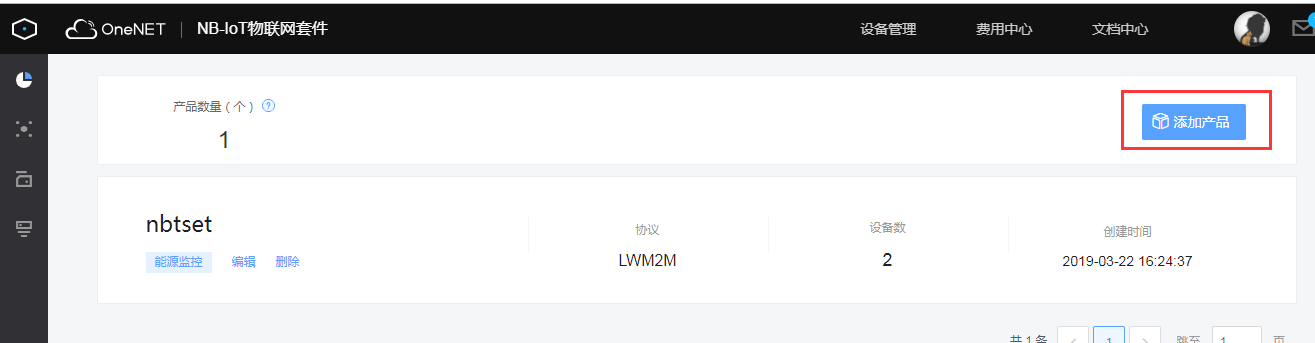 OneNET | NB-IoT物联网套件 设备管理 费用中心 文档中心
产品数量（个） ?
1
添加产品
nbtset
能源监控 编辑 删除
协议
LWM2M
设备数
2
创建时间
2019-03-22 16:24:37
共 1 条 < 1 > 跳至 1 页